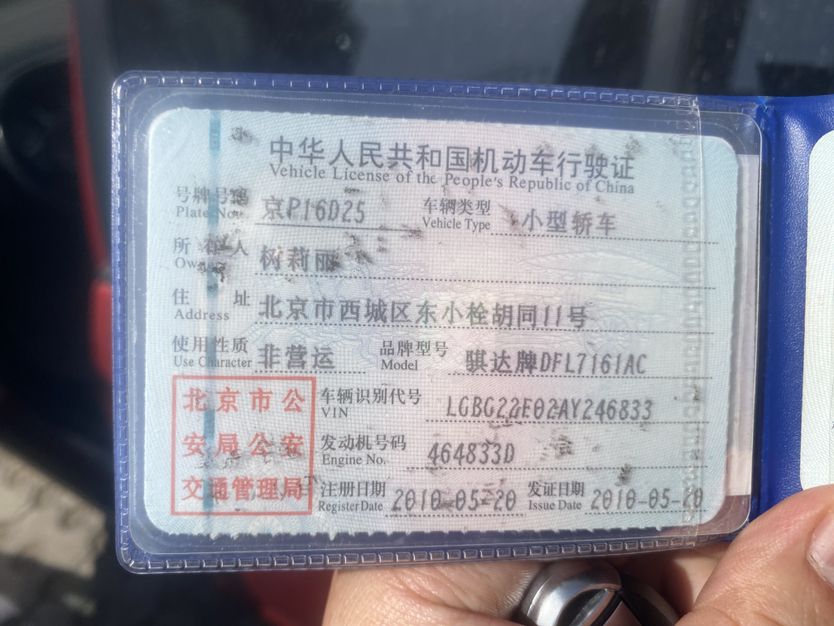 中华人民共和国机动车行驶证
Vehicle License of the People's Republic of China
号牌号码 京P16D25 车辆类型 小型轿车
Plate No. Vehicle Type
所有人 树莉丽
Owner
住址 北京市西城区东小栓胡同11号
Address
使用性质 非营运 品牌型号 骐达牌DFL7161AC
Use Character Model
北京市公安局公安交通管理局
车辆识别代号 LGBG22E02AY246833
VIN
发动机号码 464833D
Engine No.
注册日期 2010-05-20 发证日期 2010-05-20
Register Date Issue Date